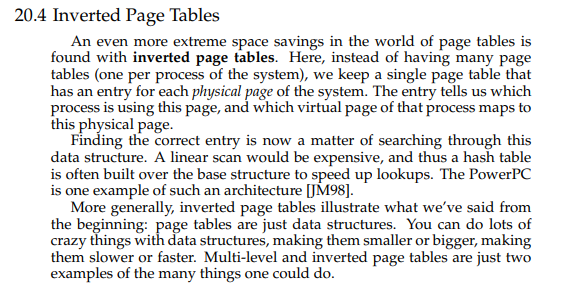 20.4 Inverted Page Tables
An even more extreme space savings in the world of page tables is
found with inverted page tables. Here, instead of having many page
tables (one per process of the system), we keep a single page table that
has an entry for each physical page of the system. The entry tells us which
process is using this page, and which virtual page of that process maps to
this physical page.
Finding the correct entry is now a matter of searching through this
data structure. A linear scan would be expensive, and thus a hash table
is often built over the base structure to speed up lookups. The PowerPC
is one example of such an architecture [JM98].
More generally, inverted page tables illustrate what we've said from
the beginning: page tables are just data structures. You can do lots of
crazy things with data structures, making them smaller or bigger, making
them slower or faster. Multi-level and inverted page tables are just two
examples of the many things one could do.